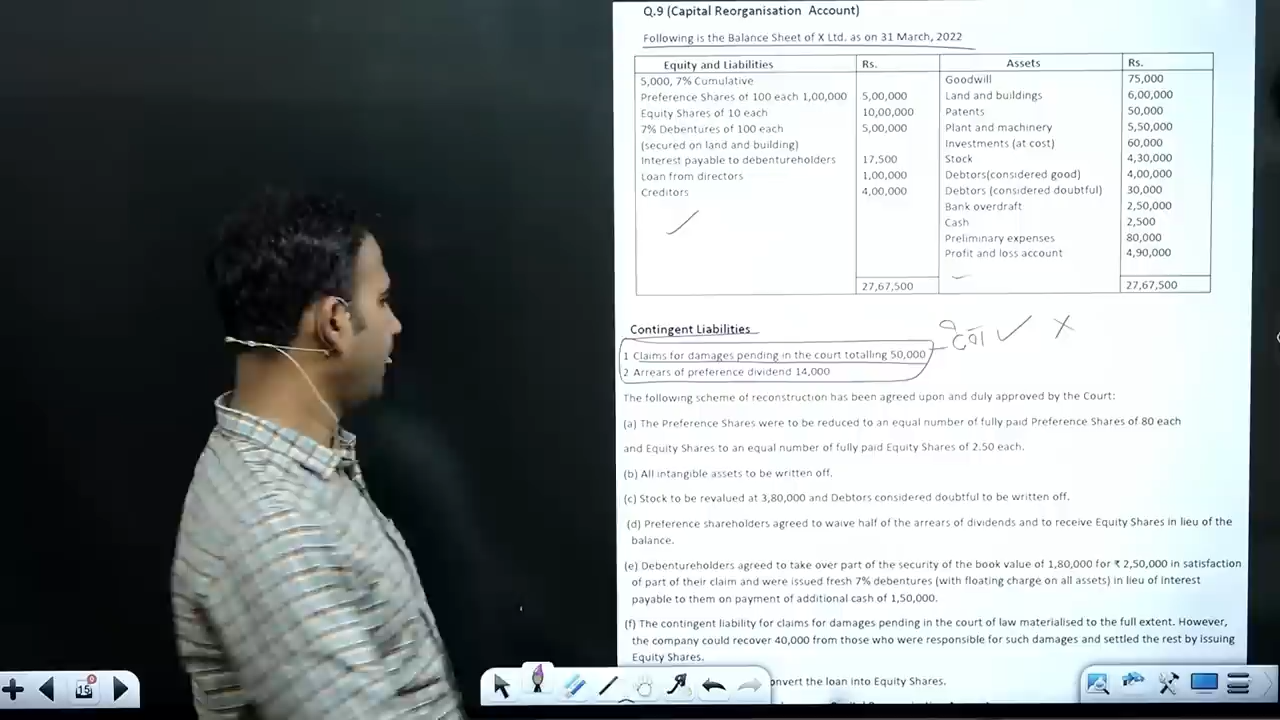 Q.9 (Capital Reorganisation Account)
Following is the Balance Sheet of X Ltd. as on 31 March, 2022
Equity and Liabilities Rs. Assets Rs.
5,000, 7% Cumulative Goodwill 75,000
Preference Shares of 100 each 1,00,000 5,00,000 Land and buildings 6,00,000
Equity Shares of 10 each 10,00,000 Patents 50,000
7% Debentures of 100 each 5,00,000 Plant and machinery 5,50,000
(secured on land and building) Investments (at cost) 60,000
Interest payable to debentureholders 17,500 Stock 4,30,000
Loan from directors 1,00,000 Debtors(considered good) 4,00,000
Creditors 4,00,000 Debtors (considered doubtful) 30,000
Bank overdraft 2,50,000
Cash 2,500
Preliminary expenses 80,000
Profit and loss account 4,90,000
27,67,500 27,67,500
Contingent Liabilities
1 Claims for damages pending in the court totalling 50,000
2 Arrears of preference dividend 14,000
The following scheme of reconstruction has been agreed upon and duly approved by the Court:
(a) The Preference Shares were to be reduced to an equal number of fully paid Preference Shares of 80 each
and Equity Shares to an equal number of fully paid Equity Shares of 2.50 each.
(b) All intangible assets to be written off.
(c) Stock to be revalued at 3,80,000 and Debtors considered doubtful to be written off.
(d) Preference shareholders agreed to waive half of the arrears of dividends and to receive Equity Shares in lieu of the
balance.
(e) Debentureholders agreed to take over part of the security of the book value of 1,80,000 for ₹ 2,50,000 in satisfaction
of part of their claim and were issued fresh 7% debentures (with floating charge on all assets) in lieu of interest
payable to them on payment of additional cash of 1,50,000.
(f) The contingent liability for claims for damages pending in the court of law materialised to the full extent. However,
the company could recover 40,000 from those who were responsible for such damages and settled the rest by issuing
Equity Shares.
onvert the loan into Equity Shares.
15